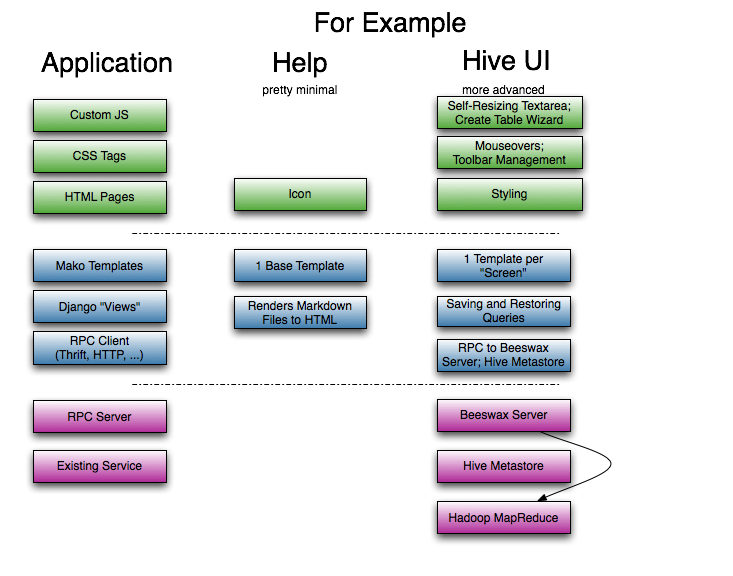 For Example
Application
Custom JS
CSS Tags
HTML Pages
Mako Templates
Django "Views"
RPC Client
(Thrift, HTTP, ...)
RPC Server
Existing Service
Help
pretty minimal
Icon
1 Base Template
Renders Markdown
Files to HTML
Hive UI
more advanced
Self-Resizing Textarea;
Create Table Wizard
Mouseovers;
Toolbar Management
Styling
1 Template per
"Screen"
Saving and Restoring
Queries
RPC to Beeswax
Server; Hive Metastore
Beeswax Server
Hive Metastore
Hadoop MapReduce